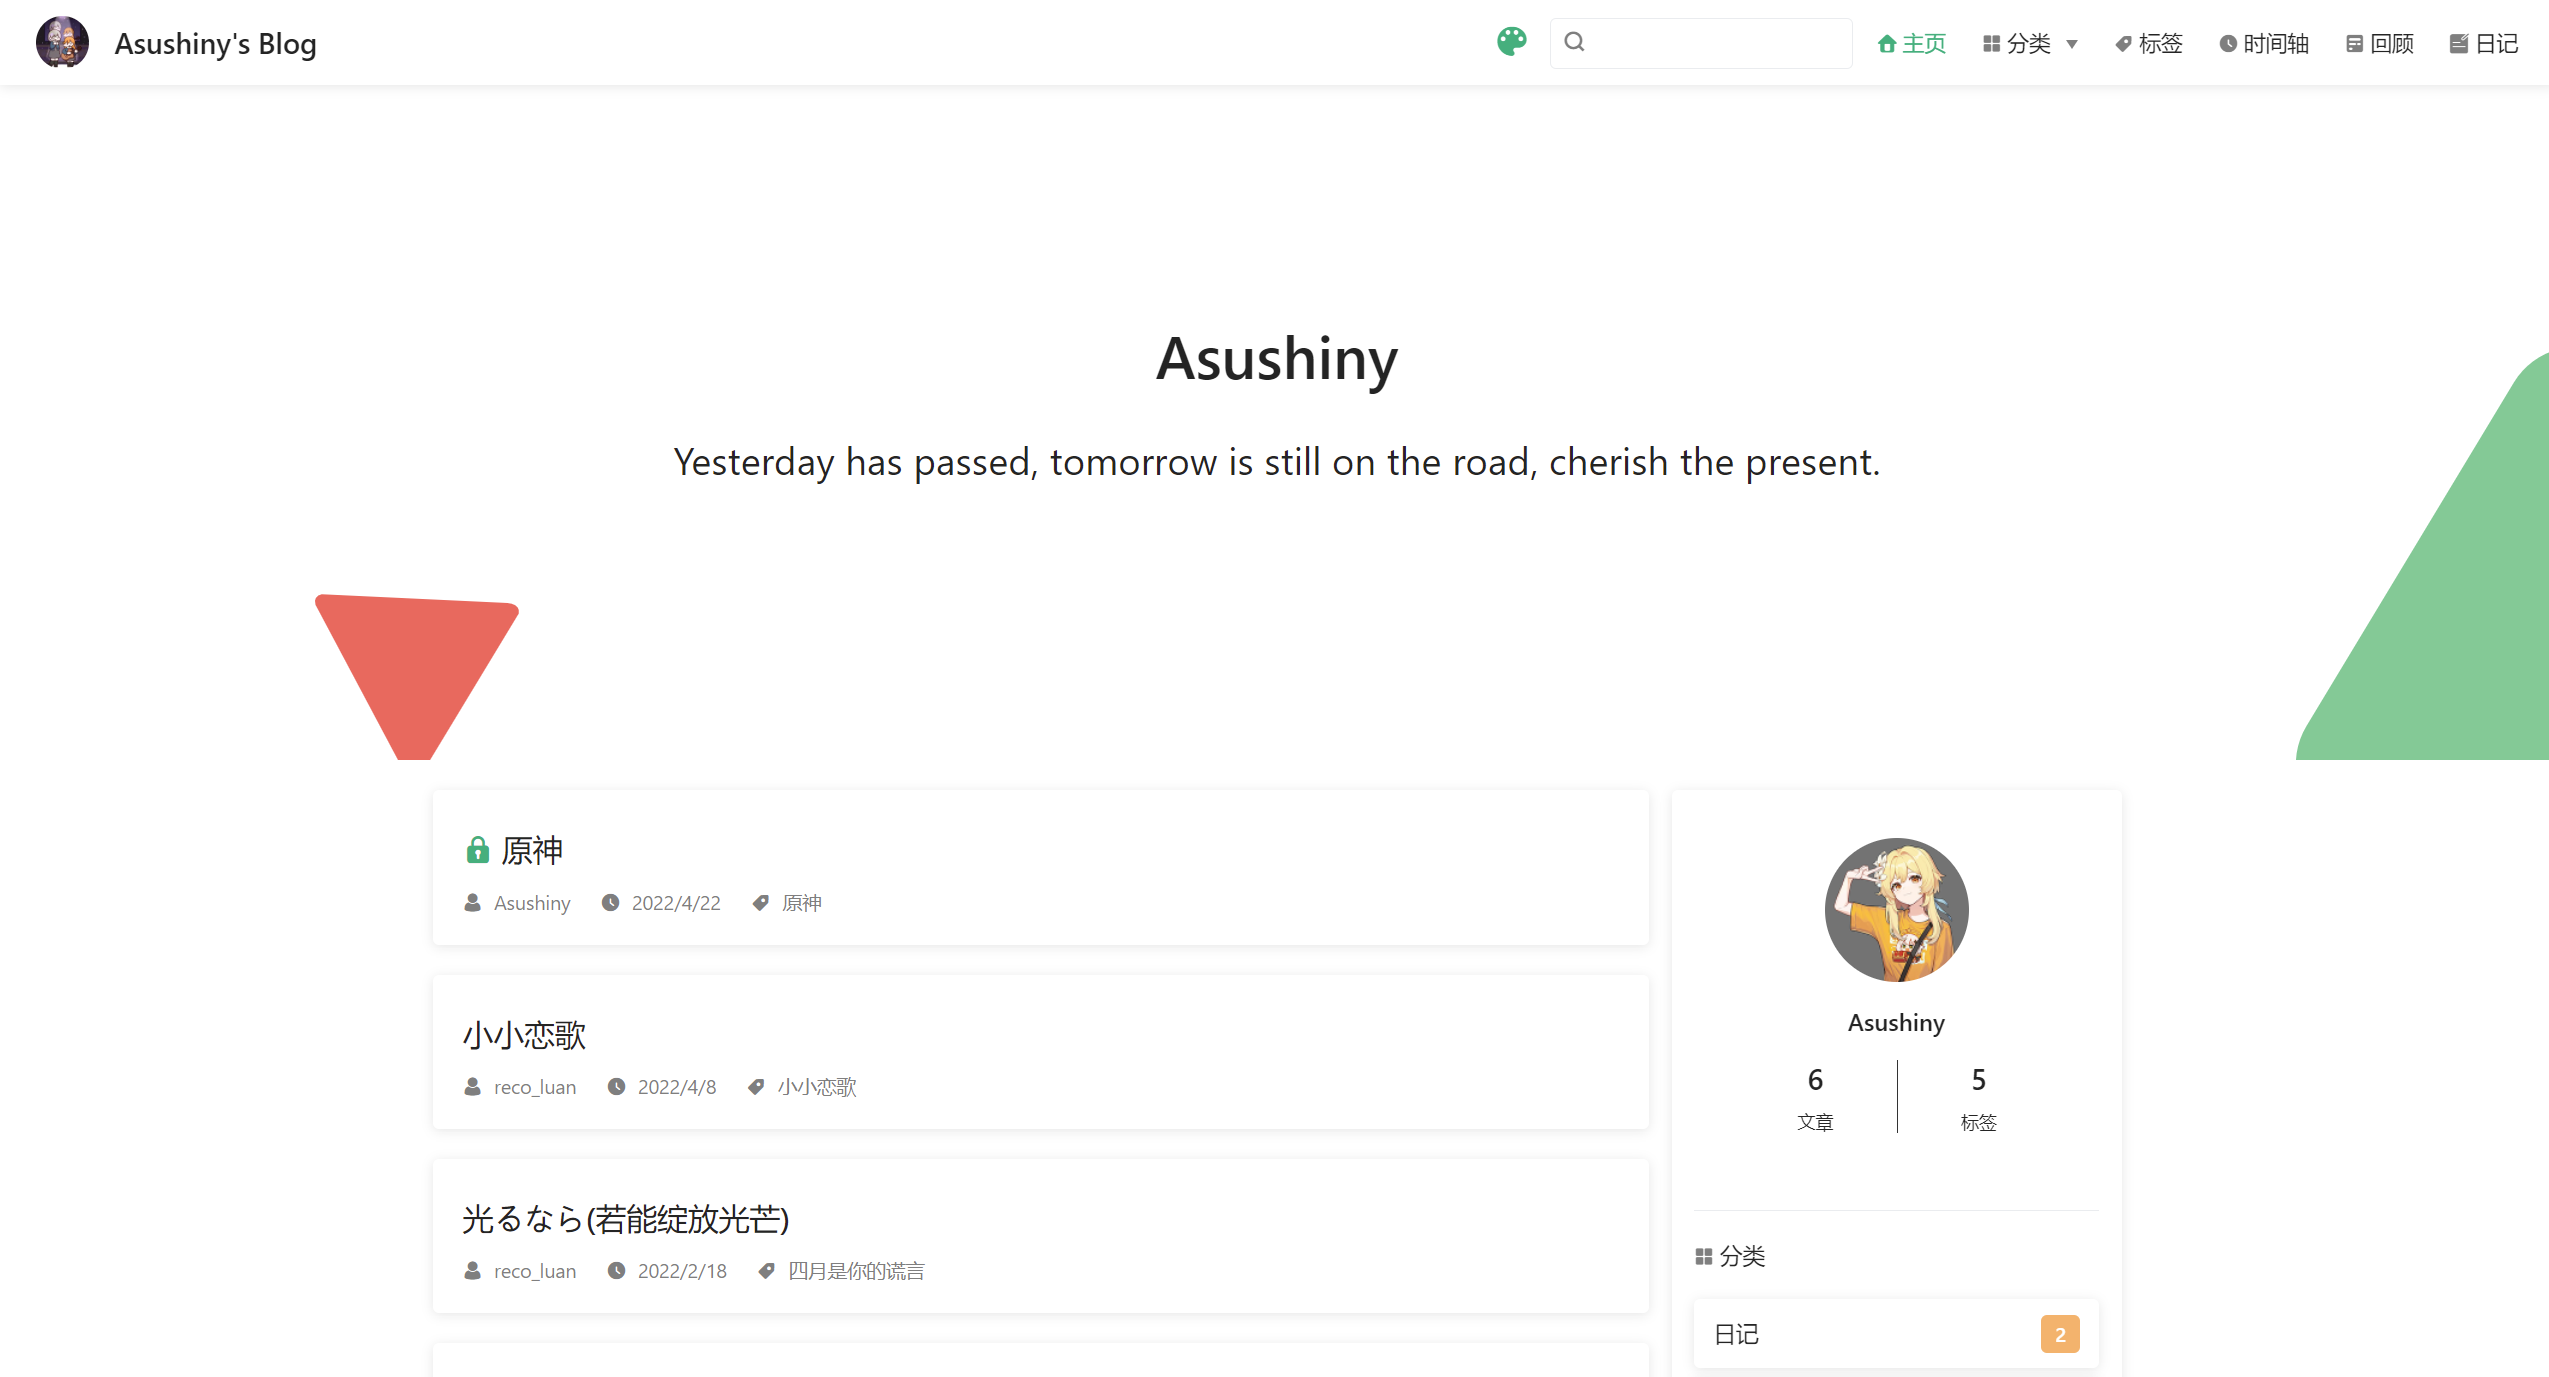 Asushiny's Blog
主页 分类 标签 时间轴 回顾 日记
Asushiny
Yesterday has passed, tomorrow is still on the road, cherish the present.
原神
Asushiny 2022/4/22 原神
小小恋歌
reco_luan 2022/4/8 小小恋歌
光るなら(若能绽放光芒)
reco_luan 2022/2/18 四月是你的谎言
Asushiny
6 5
文章 标签
分类
日记 2